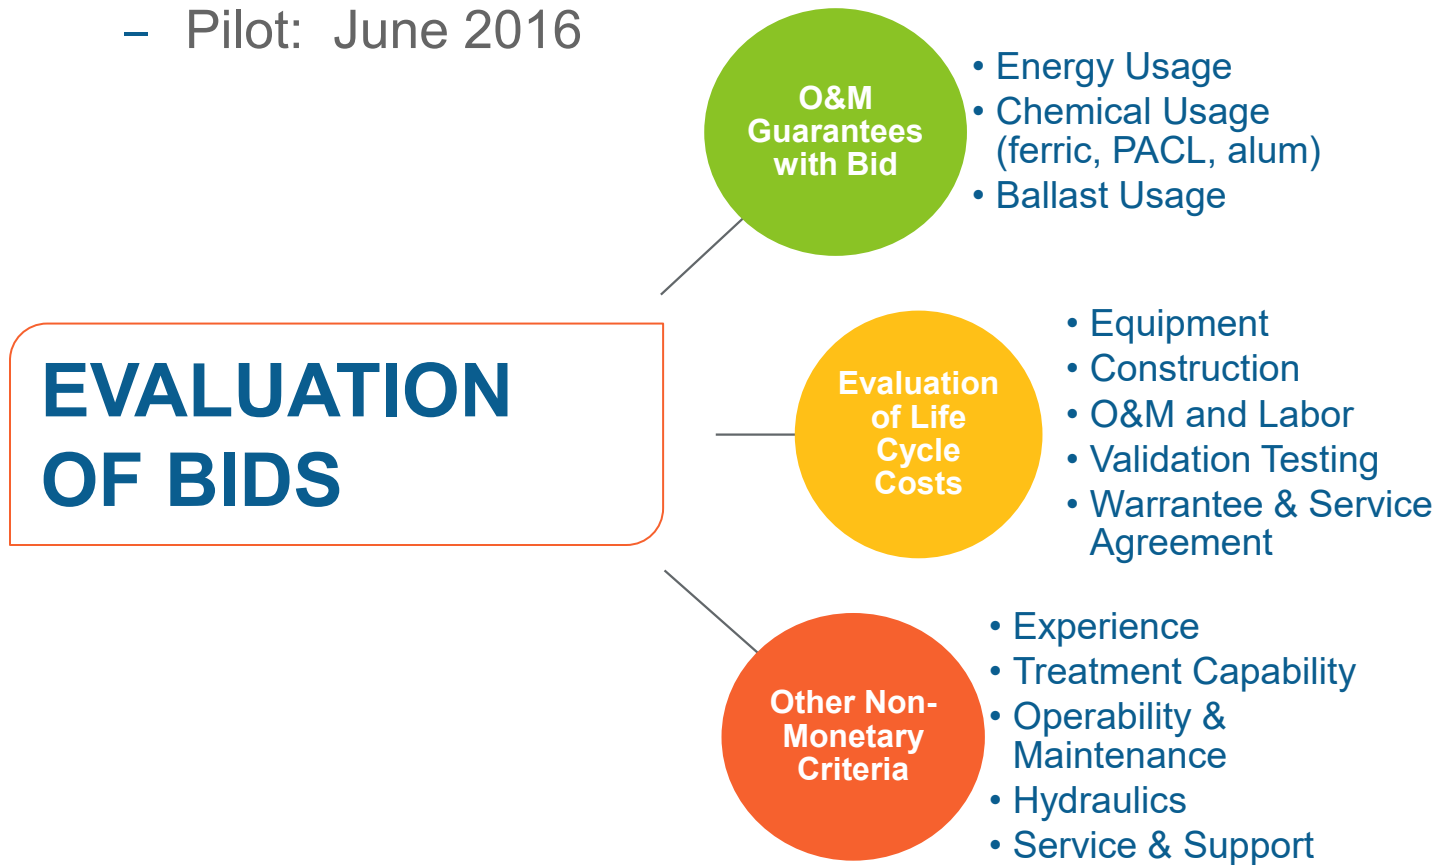 – Pilot: June 2016
O&M
Guarantees
with Bid
• Energy Usage
• Chemical Usage
(ferric, PACL, alum)
• Ballast Usage
EVALUATION
OF BIDS
Evaluation
of Life
Cycle
Costs
• Equipment
• Construction
• O&M and Labor
• Validation Testing
• Warrantee & Service
Agreement
Other Non-
Monetary
Criteria
• Experience
• Treatment Capability
• Operability &
Maintenance
• Hydraulics
• Service & Support